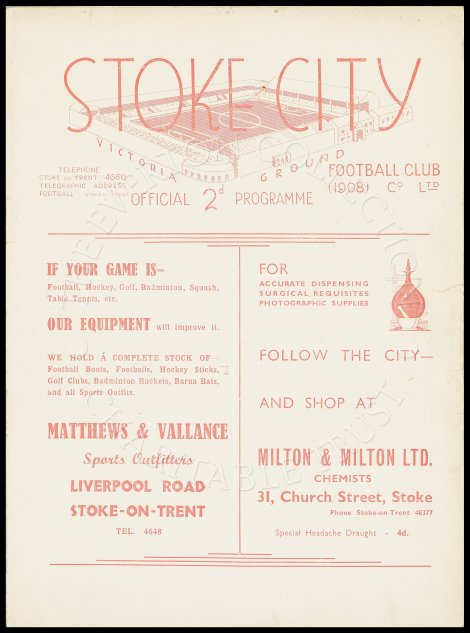 STOKE CITY
VICTORIA GROUND
TELEPHONE
STOKE ON TRENT 4660
TELEGRAPHIC ADDRESS
FOOTBALL STOKE ON TRENT
OFFICIAL 2d PROGRAMME
FOOTBALL CLUB
(1908) Co LTD
IF YOUR GAME IS—
Football, Hockey, Golf, Badminton, Squash,
Table Tennis, etc.
OUR EQUIPMENT will improve it.
WE HOLD A COMPLETE STOCK OF—
Football Boots, Footballs, Hockey Sticks,
Golf Clubs, Badminton Rackets, Barna Bats,
and all Sports Outfits.
MATTHEWS & VALLANCE
Sports Outfitters
LIVERPOOL ROAD
STOKE-ON-TRENT
TEL. 4648
FOR
ACCURATE DISPENSING
SURGICAL REQUISITES
PHOTOGRAPHIC SUPPLIES
FOLLOW THE CITY—
AND SHOP AT
MILTON & MILTON LTD.
CHEMISTS
31, Church Street, Stoke
Phone Stoke-on-Trent 48377
Special Headache Draught - 4d.